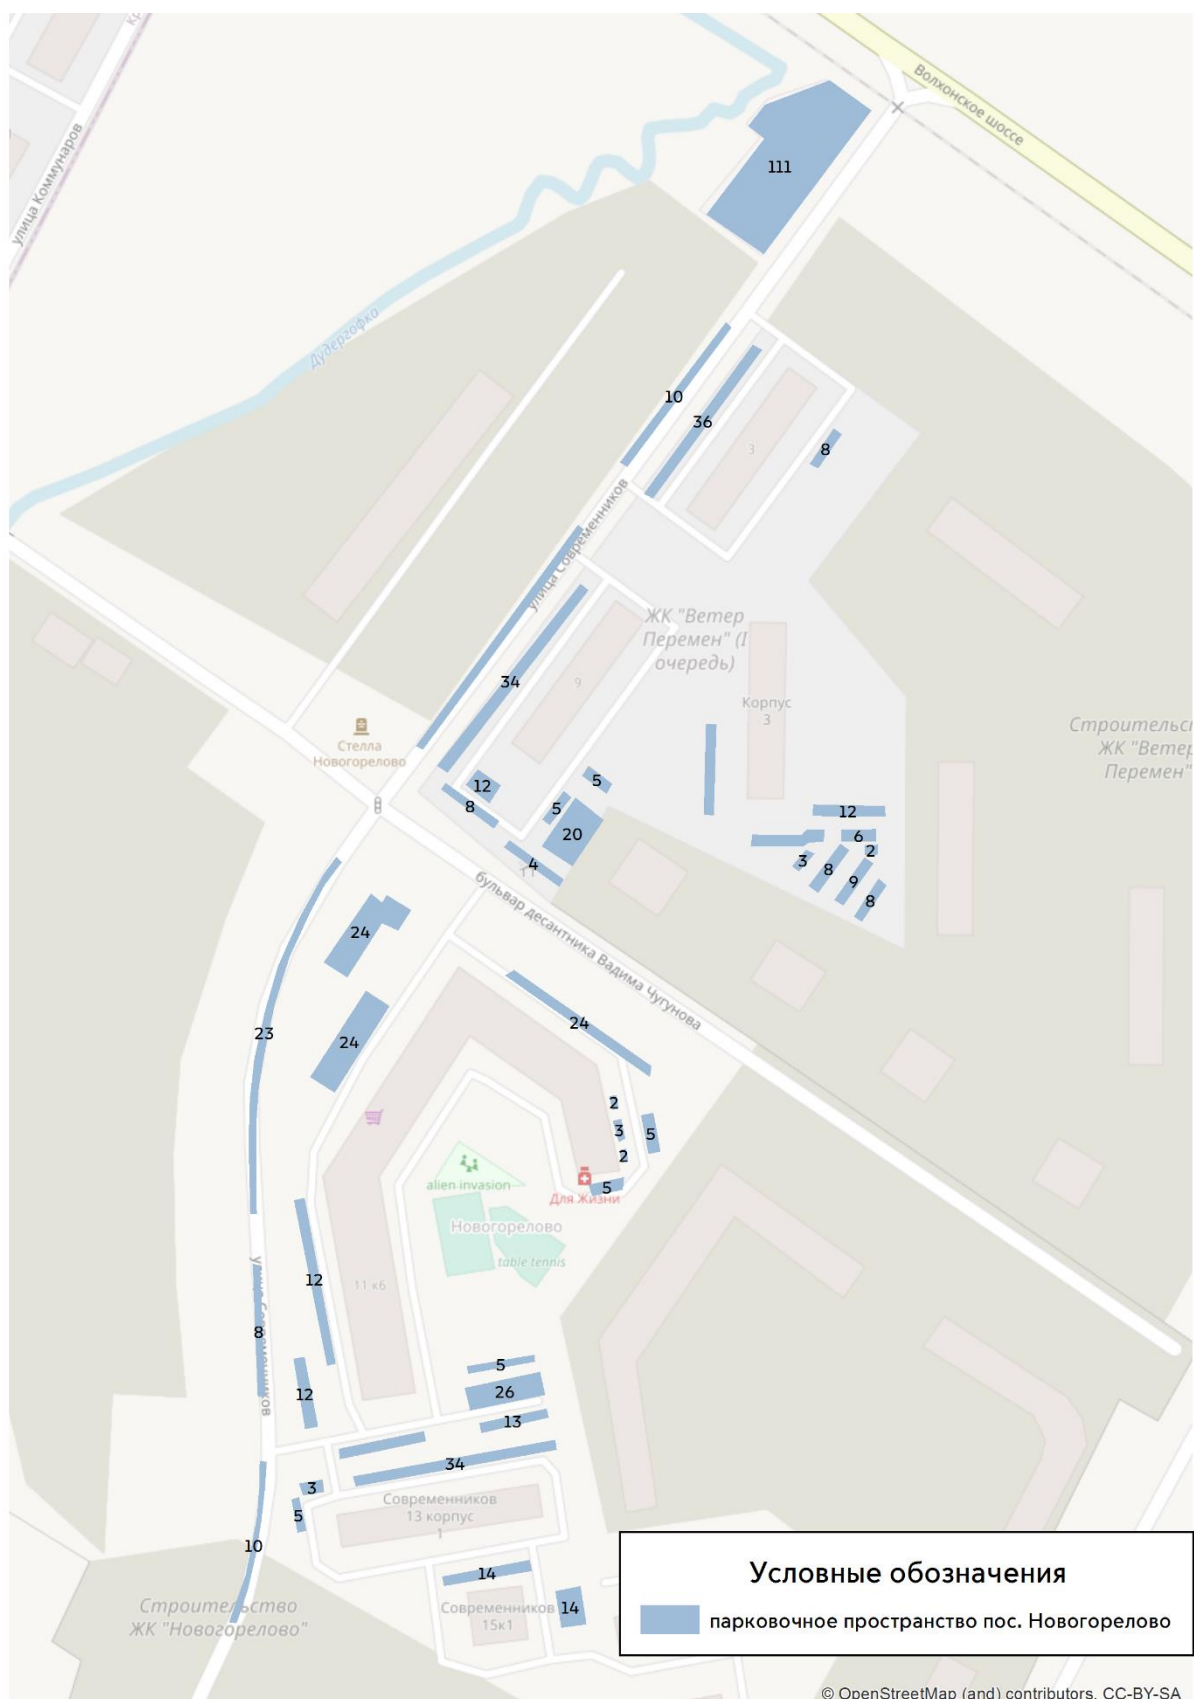 Кр
улица Коммунаров
Волхонское шоссе
111
Дудергофка
10
36
3
8
улица Современников
ЖК "Ветер
Перемен" (I
очередь)
34
9
Корпус
3
Строительс
ЖК "Ветер
Перемен"
Стелла
Новогорелово
12
8
5
5
20
4
12
6
2
3
8
9
8
бульвар десантника Вадима Чугунова
24
24
24
23
2
3
2
5
5
Для Жизни
alien invasion
Новогорелово
table tennis
11 к6
12
8
улица Современников
12
5
26
13
34
3
5
Современников
13 корпус
1
10
14
14
Современников
15к1
Строительство
ЖК "Новогорелово"
Условные обозначения
парковочное пространство пос. Новогорелово
© OpenStreetMap (and) contributors, CC-BY-SA